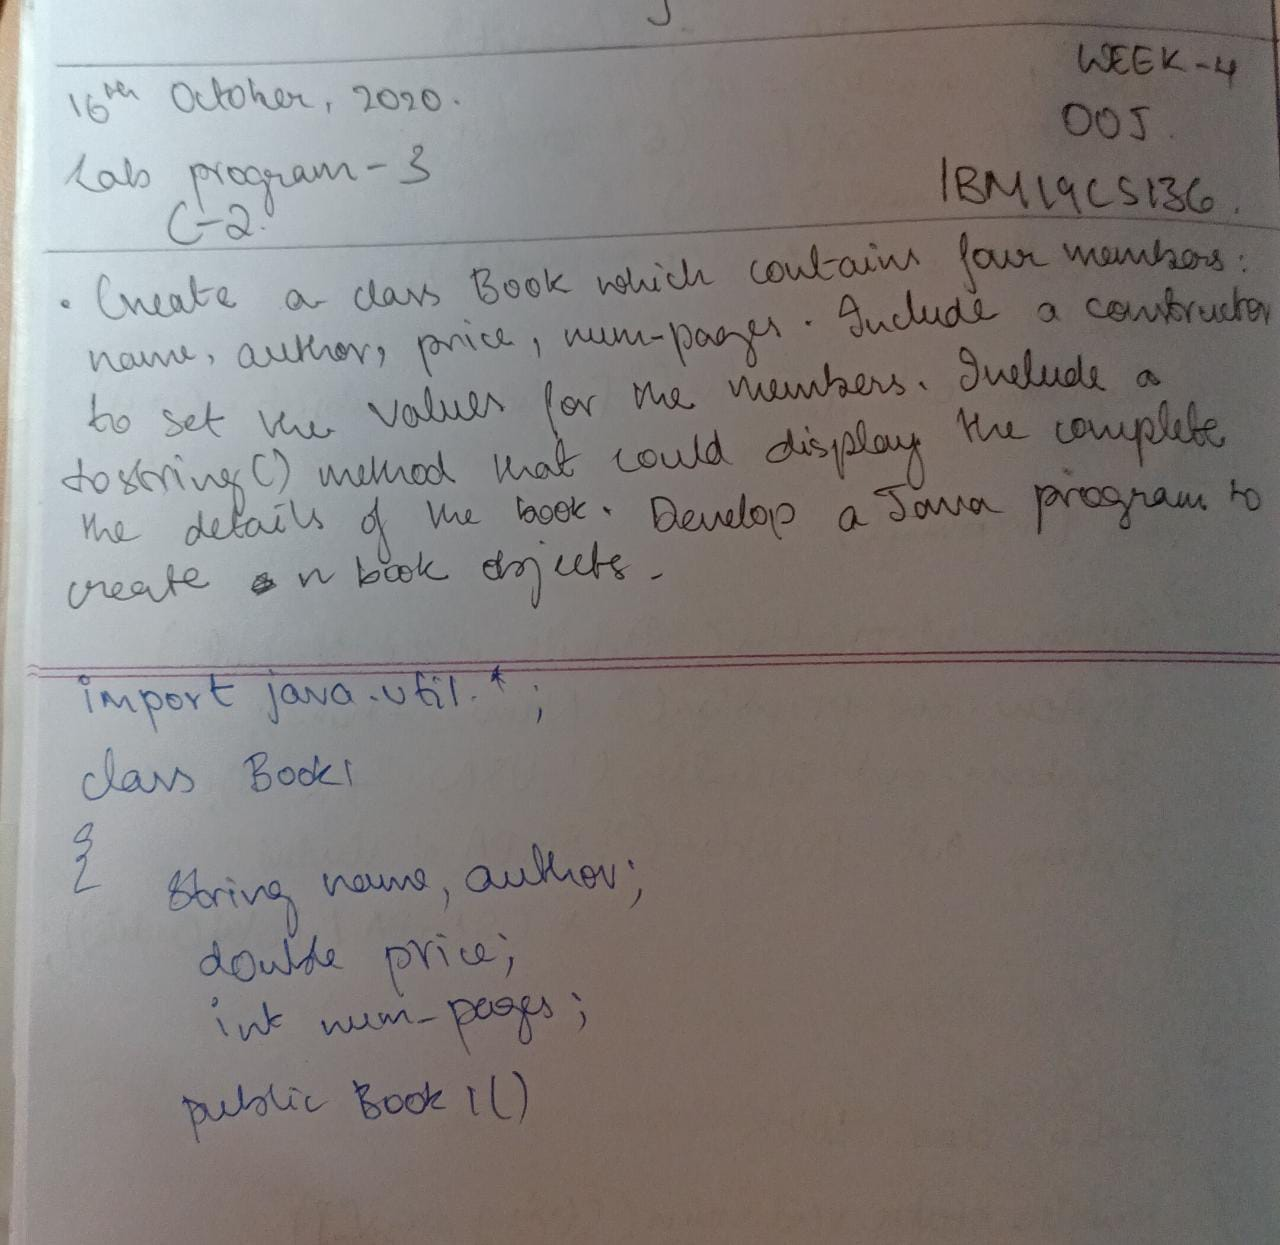 16th October, 2020.
WEEK-4
OOJ.
Lab program-3
C-2.
1BM19CS136.
• Create a class Book which contains four members:
name, author, price, num-pages. Include a constructor
to set the values for the members. Include a
tostring() method that could display the complete
the details of the book. Develop a Java program to
create n book objects.
import java.util.*;
class Book1
{
String name, author;
double price;
int num-pages;
public Book1()